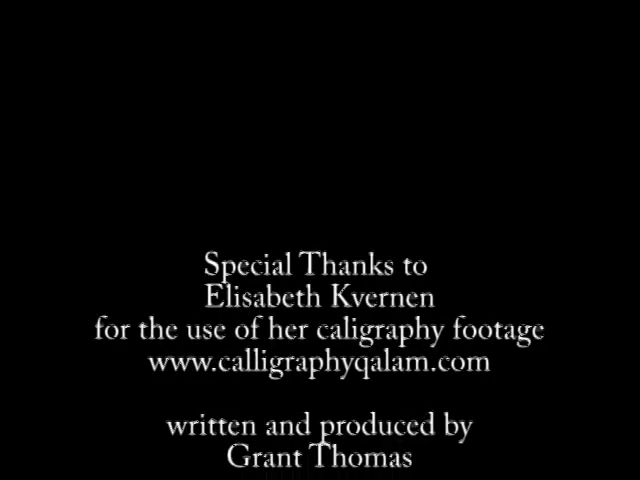 Special Thanks to
Elisabeth Kvernen
for the use of her caligraphy footage
www.calligraphyqalam.com
written and produced by
Grant Thomas